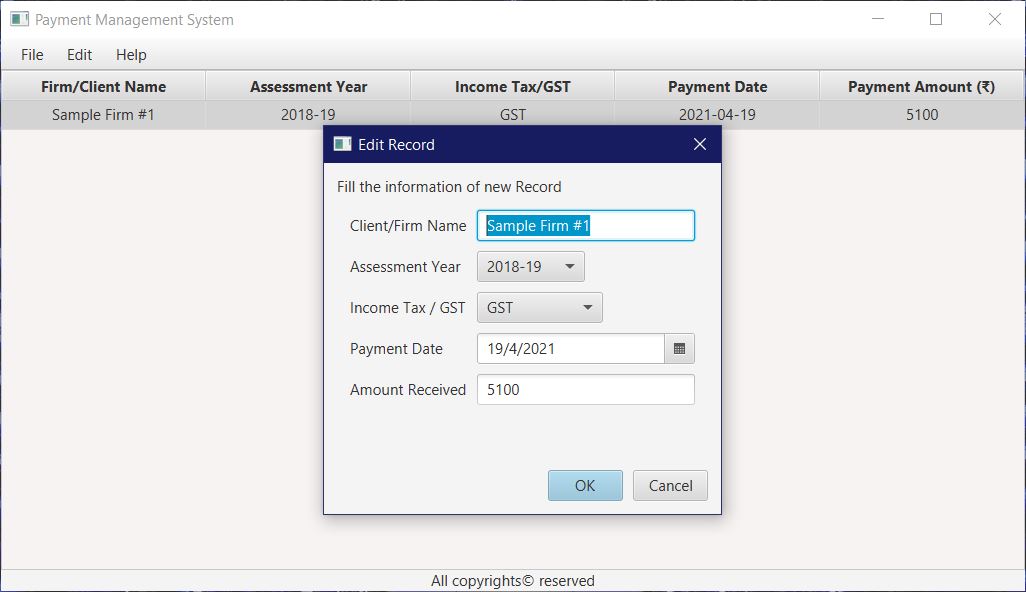 Payment Management System
File Edit Help
Firm/Client Name Assessment Year Income Tax/GST Payment Date Payment Amount (₹)
Sample Firm #1 2018-19 GST 2021-04-19 5100
Edit Record
Fill the information of new Record
Client/Firm Name Sample Firm #1
Assessment Year 2018-19
Income Tax / GST GST
Payment Date 19/4/2021
Amount Received 5100
OK Cancel
All copyrights© reserved